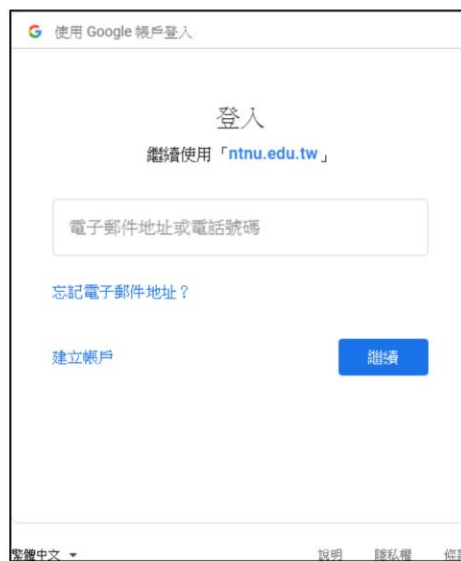 使用 Google 帳戶登入
登入
繼續使用「ntnu.edu.tw」
電子郵件地址或電話號碼
忘記電子郵件地址？
建立帳戶
繼續
繁體中文
說明
隱私權